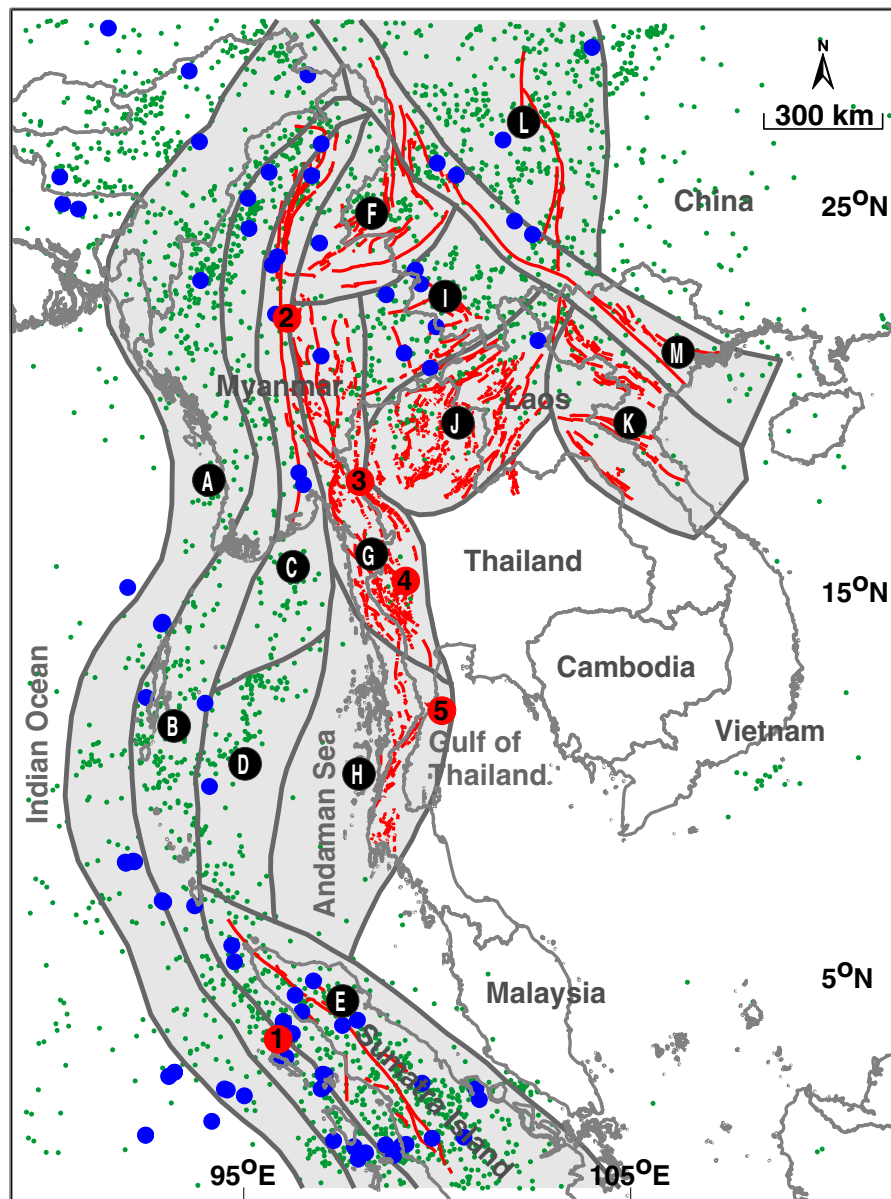 N
300 km
L
China
25°N
F
I
2
M
Myanmar
Laos
J
K
A
3
G
C
Thailand
4
15°N
Cambodia
B
5
Vietnam
Gulf of
Thailand
D
H
Indian Ocean
Andaman Sea
5°N
Malaysia
E
1
Sumatra Island
95°E
105°E